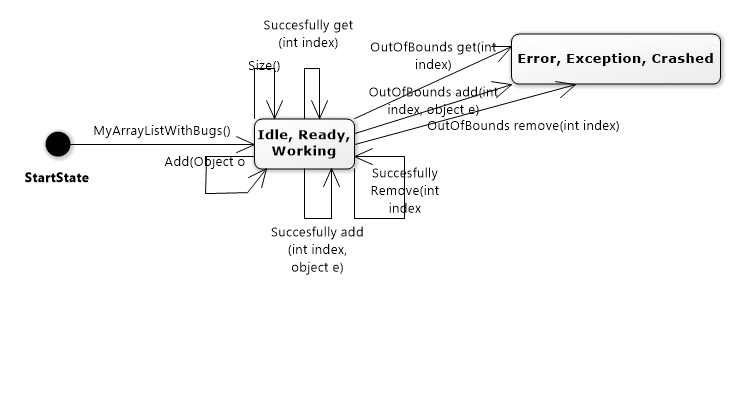 Succesfully get
(int index)
Size()
OutOfBounds get(int
index)
Error, Exception, Crashed
OutOfBounds add(int
index, object e)
OutOfBounds remove(int index)
MyArrayListWithBugs()
Idle, Ready,
Working
Add(Object o
StartState
Succesfully
Remove(int
index
Succesfully add
(int index,
object e)